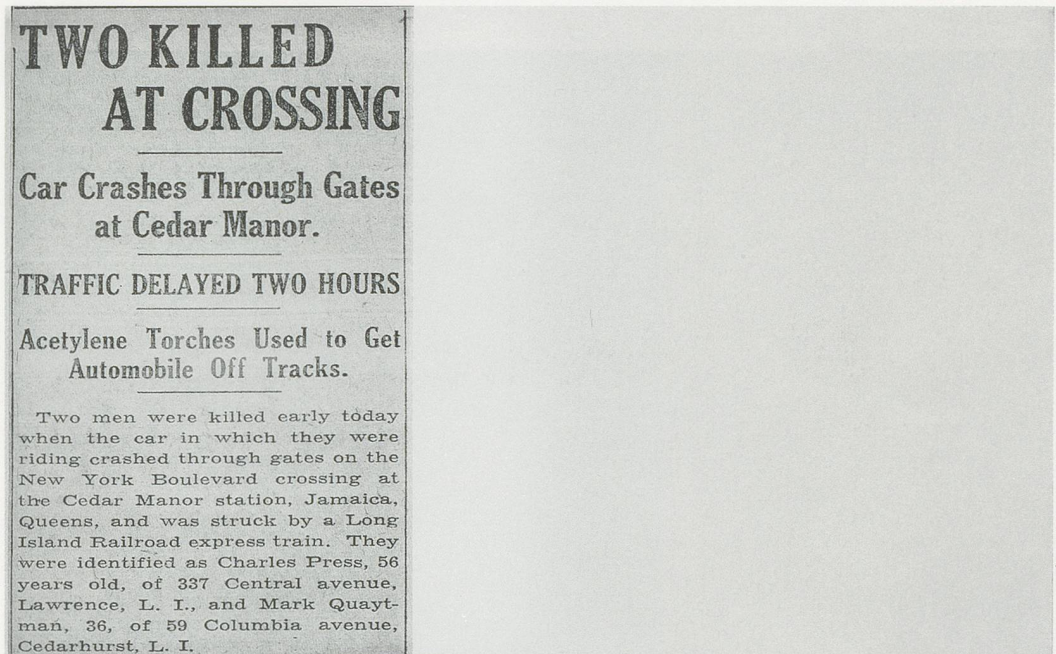 TWO KILLED
AT CROSSING
Car Crashes Through Gates
at Cedar Manor.
TRAFFIC DELAYED TWO HOURS
Acetylene Torches Used to Get
Automobile Off Tracks.
Two men were killed early today
when the car in which they were
riding crashed through gates on the
New York Boulevard crossing at
the Cedar Manor station, Jamaica,
Queens, and was struck by a Long
Island Railroad express train. They
were identified as Charles Press, 56
years old, of 337 Central avenue,
Lawrence, L. I., and Mark Quayt-
man, 36, of 59 Columbia avenue,
Cedarhurst, L. I.